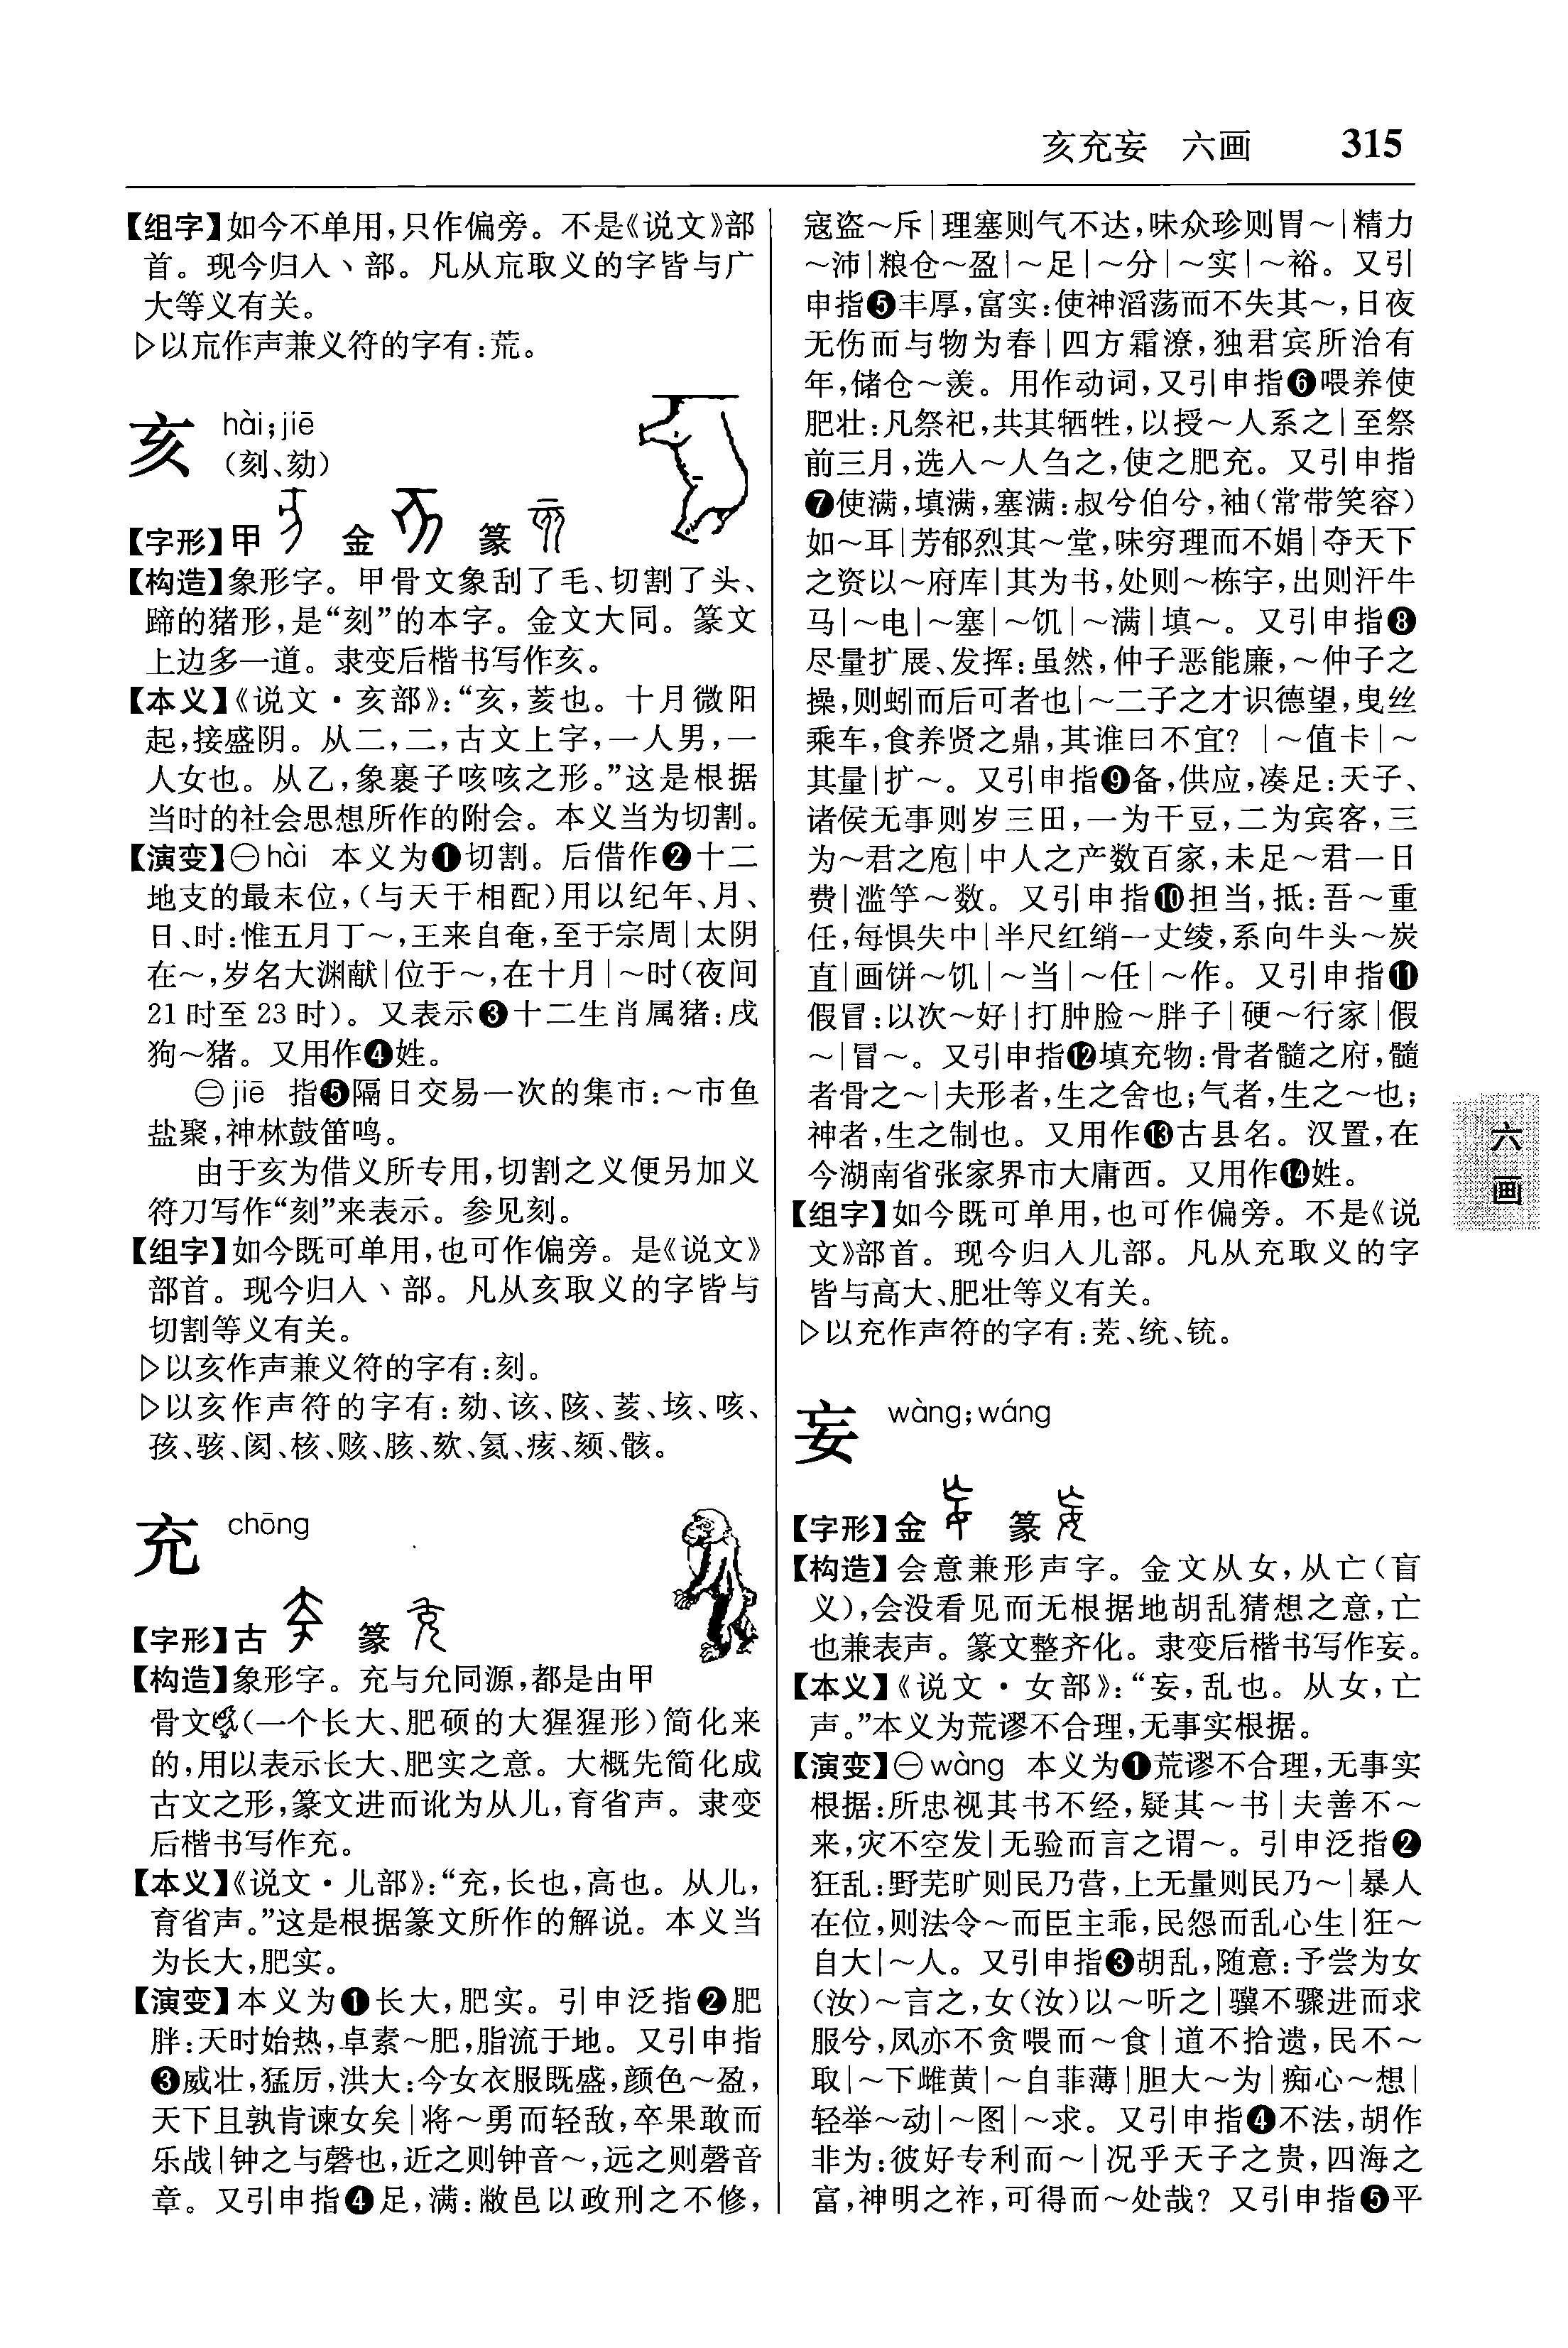 亥充妄　六画　315
【组字】如今不单用，只作偏旁。不是《说文》部
首。现今归入丶部。凡从巟取义的字皆与广
大等义有关。
▷以巟作声兼义符的字有：荒。
亥 hài；jiē
（刻、劾）
【字形】甲　金　篆
【构造】象形字。甲骨文象刮了毛、切割了头、
蹄的猪形，是“刻”的本字。金文大同。篆文
上边多一道。隶变后楷书写作亥。
【本义】《说文·亥部》：“亥，荄也。十月微阳
起，接盛阴。从二，二，古文上字，一人男，一
人女也。从乙，象裹子咳咳之形。”这是根据
当时的社会思想所作的附会。本义当为切割。
【演变】㊀hài　本义为❶切割。后借作❷十二
地支的最末位，（与天干相配）用以纪年、月、
日、时：惟五月丁～，王来自奄，至于宗周|太阴
在～，岁名大渊献|位于～，在十月|～时（夜间
21时至23时）。又表示❸十二生肖属猪：戌
狗～猪。又用作❹姓。
㊁jiē　指❺隔日交易一次的集市：～市鱼
盐聚，神林鼓笛鸣。
由于亥为借义所专用，切割之义便另加义
符刀写作“刻”来表示。参见刻。
【组字】如今既可单用，也可作偏旁。是《说文》
部首。现今归入丶部。凡从亥取义的字皆与
切割等义有关。
▷以亥作声兼义符的字有：刻。
▷以亥作声符的字有：劾、该、陔、荄、垓、咳、
孩、骇、阂、核、赅、胲、欬、氦、痎、颏、骸。
充 chōng
【字形】古　篆
【构造】象形字。充与允同源，都是由甲
骨文（一个长大、肥硕的大猩猩形）简化来
的，用以表示长大、肥实之意。大概先简化成
古文之形，篆文进而讹为从儿，育省声。隶变
后楷书写作充。
【本义】《说文·儿部》：“充，长也，高也。从儿，
育省声。”这是根据篆文所作的解说。本义当
为长大，肥实。
【演变】本义为❶长大，肥实。引申泛指❷肥
胖：天时始热，卓素～肥，脂流于地。又引申指
❸威壮，猛厉，洪大：今女衣服既盛，颜色～盈，
天下且孰肯谏女矣|将～勇而轻敌，卒果敢而
乐战|钟之与磬也，近之则钟音～，远之则磬音
章。又引申指❹足，满：敝邑以政刑之不修，
寇盗～斥|理塞则气不达，味众珍则胃～|精力
～沛|粮仓～盈|～足|～分|～实|～裕。又引
申指❺丰厚，富实：使神滔荡而不失其～，日夜
无伤而与物为春|四方霜潦，独君宾所治有
年，储仓～羡。用作动词，又引申指❻喂养使
肥壮：凡祭祀，共其牺牲，以授～人系之|至祭
前三月，选入～人刍之，使之肥充。又引申指
❼使满，填满，塞满：叔兮伯兮，袖（常带笑容）
如～耳|芳郁烈其～堂，味穷理而不娟|夺天下
之资以～府库|其为书，处则～栋宇，出则汗牛
马|～电|～塞|～饥|～满|填～。又引申指❽
尽量扩展、发挥：虽然，仲子恶能廉，～仲子之
操，则蚓而后可者也|～二子之才识德望，曳丝
乘车，食养贤之鼎，其谁曰不宜？|～值卡|～
其量|扩～。又引申指❾备，供应，凑足：天子、
诸侯无事则岁三田，一为干豆，二为宾客，三
为～君之庖|中人之产数百家，未足～君一日
费|滥竽～数。又引申指❿担当，抵：吾～重
任，每惧失中|半尺红绡一丈绫，系向牛头～炭
直|画饼～饥|～当|～任|～作。又引申指⓫
假冒：以次～好|打肿脸～胖子|硬～行家|假
～|冒～。又引申指⓬填充物：骨者髓之府，髓
者骨之～|夫形者，生之舍也；气者，生之～也；
神者，生之制也。又用作⓭古县名。汉置，在
今湖南省张家界市大庸西。又用作⓮姓。
【组字】如今既可单用，也可作偏旁。不是《说
文》部首。现今归入儿部。凡从充取义的字
皆与高大、肥壮等义有关。
▷以充作声符的字有：茺、统、铳。
妄 wàng；wáng
【字形】金　篆
【构造】会意兼形声字。金文从女，从亡（盲
义），会没看见而无根据地胡乱猜想之意，亡
也兼表声。篆文整齐化。隶变后楷书写作妄。
【本义】《说文·女部》：“妄，乱也。从女，亡
声。”本义为荒谬不合理，无事实根据。
【演变】㊀wàng　本义为❶荒谬不合理，无事实
根据：所忠视其书不经，疑其～书|夫善不～
来，灾不空发|无验而言之谓～。引申泛指❷
狂乱：野芜旷则民乃菅，上无量则民乃～|暴人
在位，则法令～而臣主乖，民怨而乱心生|狂～
自大|～人。又引申指❸胡乱，随意：予尝为女
（汝）～言之，女（汝）以～听之|骥不骤进而求
服兮，凤亦不贪喂而～食|道不拾遗，民不～
取|～下雌黄|～自菲薄|胆大～为|痴心～想|
轻举～动|～图|～求。又引申指❹不法，胡作
非为：彼好专利而～|况乎天子之贵，四海之
富，神明之祚，可得而～处哉？又引申指❺平
六
画